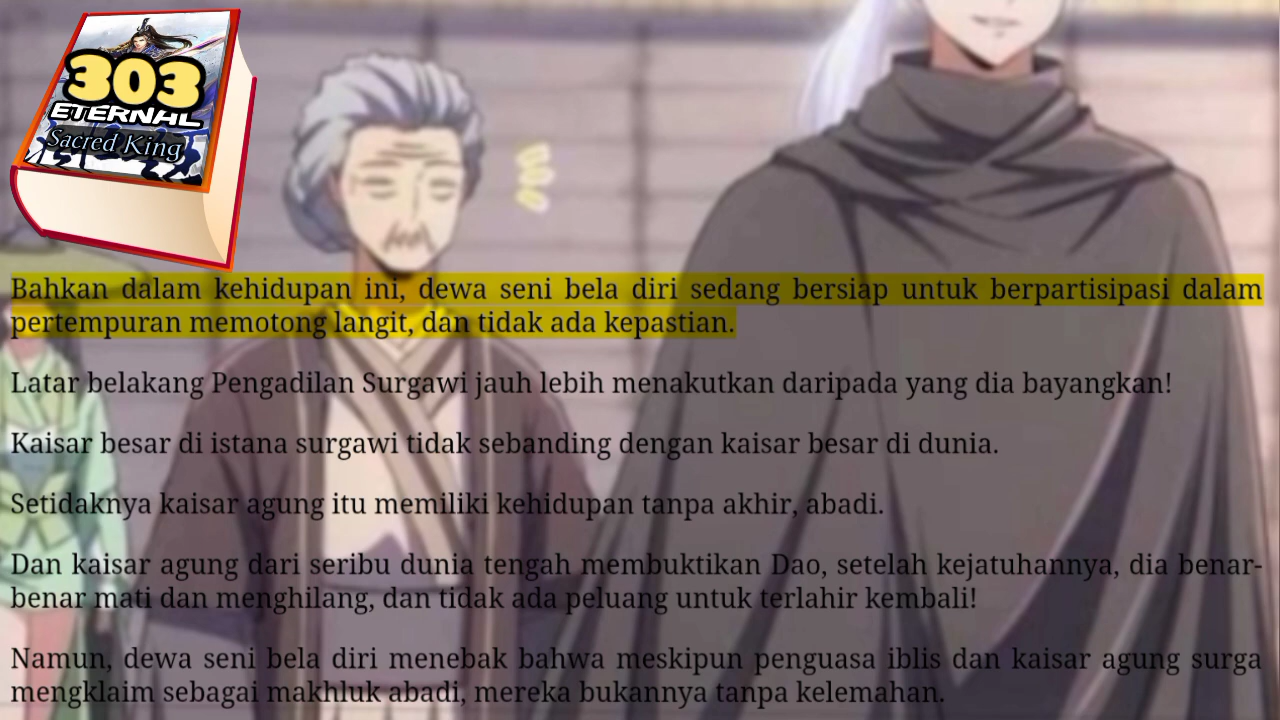 303
ETERNAL
Sacred King
Bahkan dalam kehidupan ini, dewa seni bela diri sedang bersiap untuk berpartisipasi dalam
pertempuran memotong langit, dan tidak ada kepastian.
Latar belakang Pengadilan Surgawi jauh lebih menakutkan daripada yang dia bayangkan!
Kaisar besar di istana surgawi tidak sebanding dengan kaisar besar di dunia.
Setidaknya kaisar agung itu memiliki kehidupan tanpa akhir, abadi.
Dan kaisar agung dari seribu dunia tengah membuktikan Dao, setelah kejatuhannya, dia benar-
benar mati dan menghilang, dan tidak ada peluang untuk terlahir kembali!
Namun, dewa seni bela diri menebak bahwa meskipun penguasa iblis dan kaisar agung surga
mengklaim sebagai makhluk abadi, mereka bukannya tanpa kelemahan.